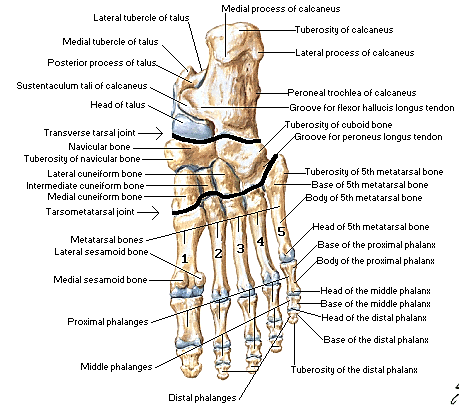 Medial process of calcaneus
Lateral tubercle of talus
Tuberosity of calcaneus
Medial tubercle of talus
Lateral process of calcaneus
Posterior process of talus
Sustentaculum tali of calcaneus
Peroneal trochlea of calcaneus
Head of talus
Groove for flexor hallucis longus tendon
Transverse tarsal joint
Tuberosity of cuboid bone
Groove for peroneus longus tendon
Navicular bone
Tuberosity of navicular bone
Lateral cuneiform bone
Tuberosity of 5th metatarsal bone
Intermediate cuneiform bone
Base of 5th metatarsal bone
Medial cuneiform bone
Body of 5th metatarsal bone
Tarsometatarsal joint
Head of 5th metatarsal bone
Metatarsal bones
1 2 3 4 5
Lateral sesamoid bone
Base of the proximal phalanx
Body of the proximal phalanx
Medial sesamoid bone
Head of the middle phalanx
Base of the middle phalanx
Proximal phalanges
Head of the distal phalanx
Base of the distal phalanx
Middle phalanges
Tuberosity of the distal phalanx
Distal phalanges